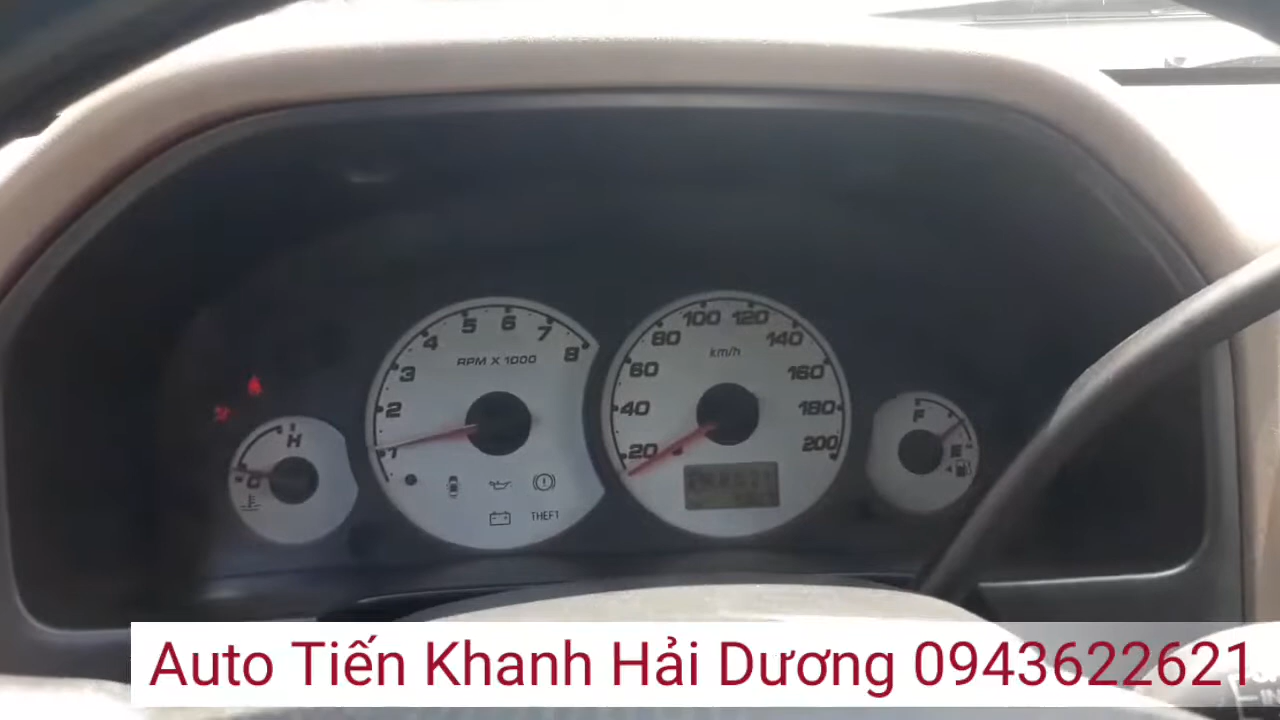 5 6 7 8
4 3 2 1
RPM X 1000
THEFT
80 100 120 140
60 km/h 160
40 180
20 200
H
C
F
E
Auto Tiến Khanh Hải Dương 0943622621